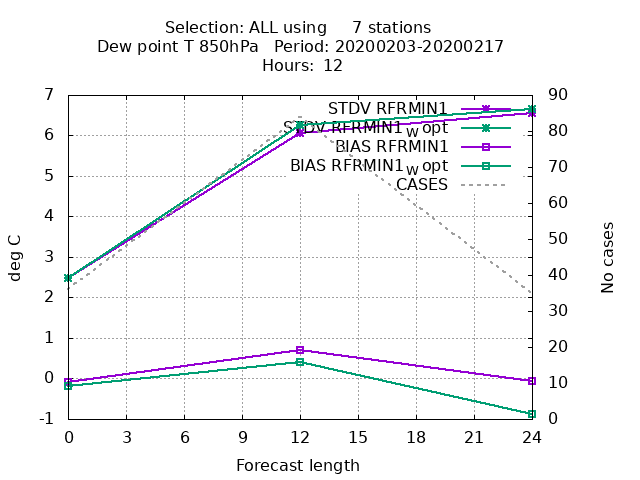 Selection: ALL using 7 stations
Dew point T 850hPa Period: 20200203-20200217
Hours: 12
7
6
5
4
3
2
1
0
-1
90
80
70
60
50
40
30
20
10
0
deg C
No cases
STDV RFRMIN1
STDV RFRMIN1_w opt
BIAS RFRMIN1
BIAS RFRMIN1_w opt
CASES
0 3 6 9 12 15 18 21 24
Forecast length